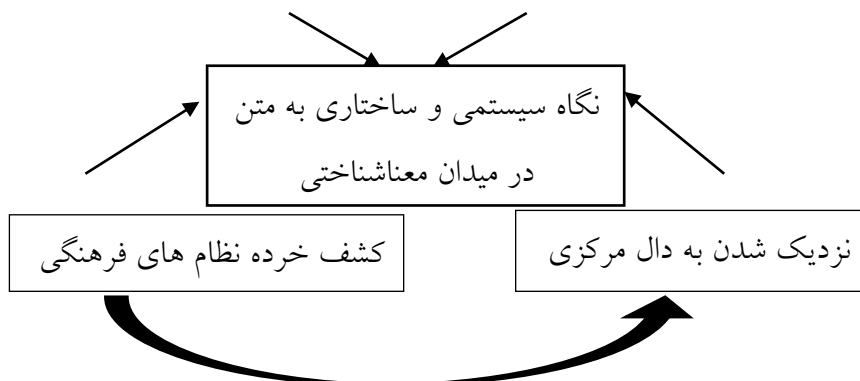 نگاه سیستمی و ساختاری به متن
در میدان معناشناختی
نزدیک شدن به دال مرکزی
کشف خرده نظام های فرهنگی